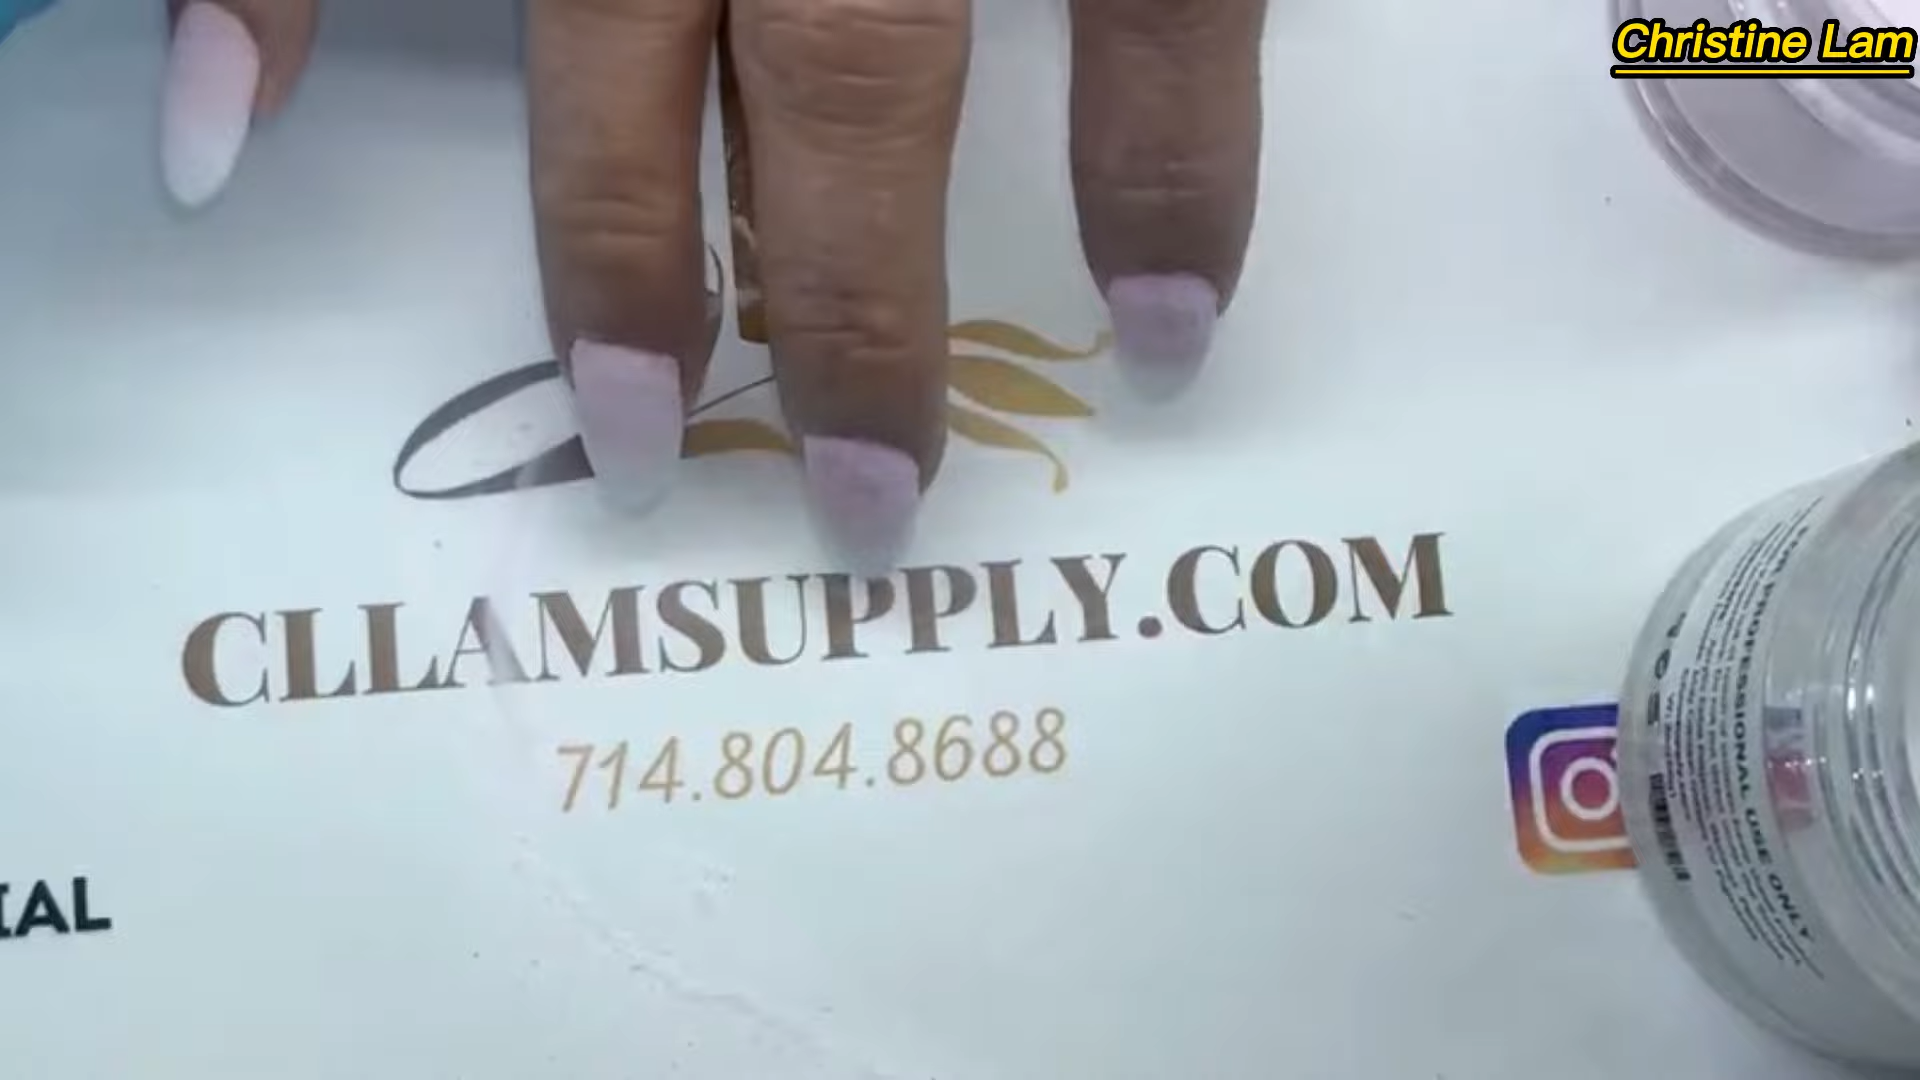 Christine Lam
CLLAMSUPPLY.COM
714.804.8688
IAL
PROFESSIONAL USE ONLY